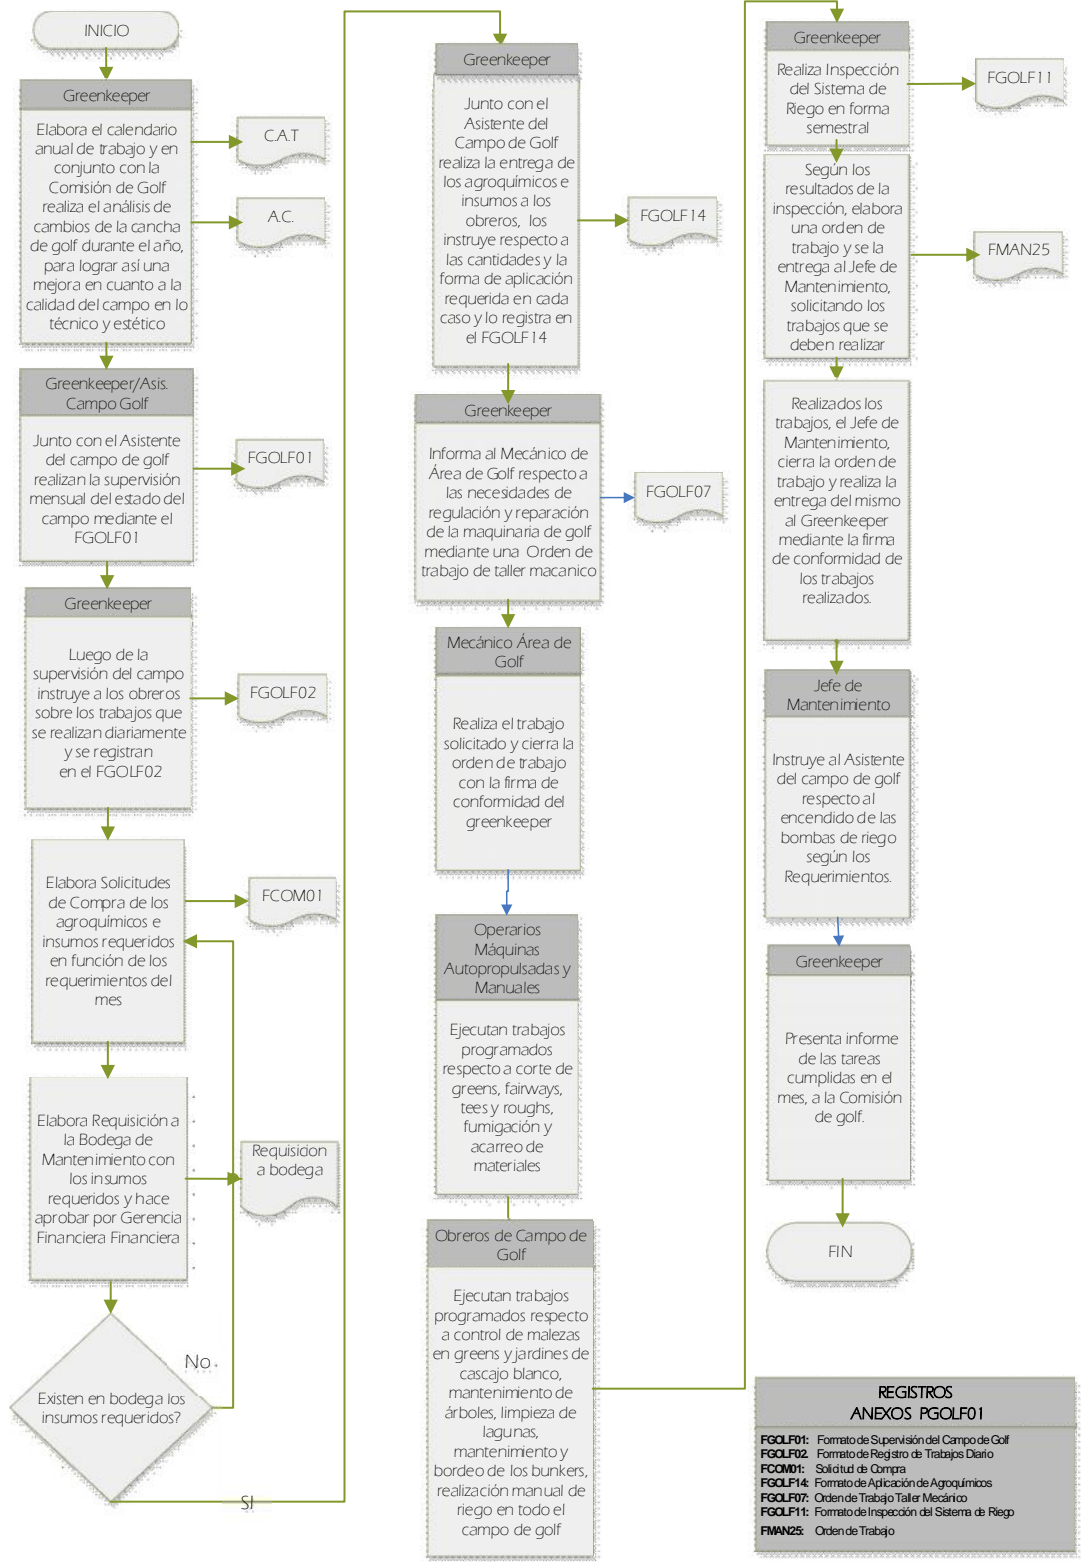 INICIO
Greenkeeper
Elabora el calendario
anual de trabajo y en
conjunto con la
Comisión de Golf
realiza el análisis de
cambios de la cancha
de golf durante el año,
para lograr así una
mejora en cuanto a la
calidad del campo en lo
técnico y estético
C.A.T
A.C.
Greenkeeper/Asis.
Campo Golf
Junto con el Asistente
del campo de golf
realizan la supervisión
mensual del estado del
campo mediante el
FGOLF01
FGOLF01
Greenkeeper
Luego de la
supervisión del campo
instruye a los obreros
sobre los trabajos que
se realizan diariamente
y se registran
en el FGOLF02
FGOLF02
Elabora Solicitudes
de Compra de los
agroquímicos e
insumos requeridos
en función de los
requerimientos del
mes
FCOM01
Elabora Requisición a
la Bodega de
Mantenimiento con
los insumos
requeridos y hace
aprobar por Gerencia
Financiera Financiera
Requisicion
a bodega
No
Existen en bodega los
insumos requeridos?
SI
Greenkeeper
Junto con el
Asistente del
Campo de Golf
realiza la entrega de
los agroquímicos e
insumos a los
obreros, los
instruye respecto a
las cantidades y la
forma de aplicación
requerida en cada
caso y lo registra en
el FGOLF14
FGOLF14
Greenkeeper
Informa al Mecánico de
Área de Golf respecto a
las necesidades de
regulación y reparación
de la maquinaria de golf
mediante una Orden de
trabajo de taller macanico
FGOLF07
Mecánico Área de
Golf
Realiza el trabajo
solicitado y cierra la
orden de trabajo
con la firma de
conformidad del
greenkeeper
Operarios
Máquinas
Autopropulsadas y
Manuales
Ejecutan trabajos
programados
respecto a corte de
greens, fairways,
tees y roughs,
fumigación y
acarreo de
materiales
Obreros de Campo de
Golf
Ejecutan trabajos
programados respecto
a control de malezas
en greens y jardines de
cascajo blanco,
mantenimiento de
árboles, limpieza de
lagunas,
mantenimiento y
bordeo de los bunkers,
realización manual de
riego en todo el
campo de golf
Greenkeeper
Realiza Inspección
del Sistema de
Riego en forma
semestral
FGOLF11
Según los
resultados de la
inspección, elabora
una orden de
trabajo y se la
entrega al Jefe de
Mantenimiento,
solicitando los
trabajos que se
deben realizar
FMAN25
Realizados los
trabajos, el Jefe de
Mantenimiento,
cierra la orden de
trabajo y realiza la
entrega del mismo
al Greenkeeper
mediante la firma
de conformidad de
los trabajos
realizados.
Jefe de
Mantenimiento
Instruye al Asistente
del campo de golf
respecto al
encendido de las
bombas de riego
según los
Requerimientos.
Greenkeeper
Presenta informe
de las tareas
cumplidas en el
mes, a la Comisión
de golf.
FIN
REGISTROS
ANEXOS PGOLF01
FGOLF01: Formato de Supervisión del Campo de Golf
FGOLF02. Formato de Registro de Trabajos Diario
FCOM01: Solicitud de Compra
FGOLF14: Formato de Aplicación de Agroquímicos
FGOLF07: Orden de Trabajo Taller Mecánico
FGOLF11: Formato de Inspección del Sistema de Riego
FMAN25: Orden de Trabajo